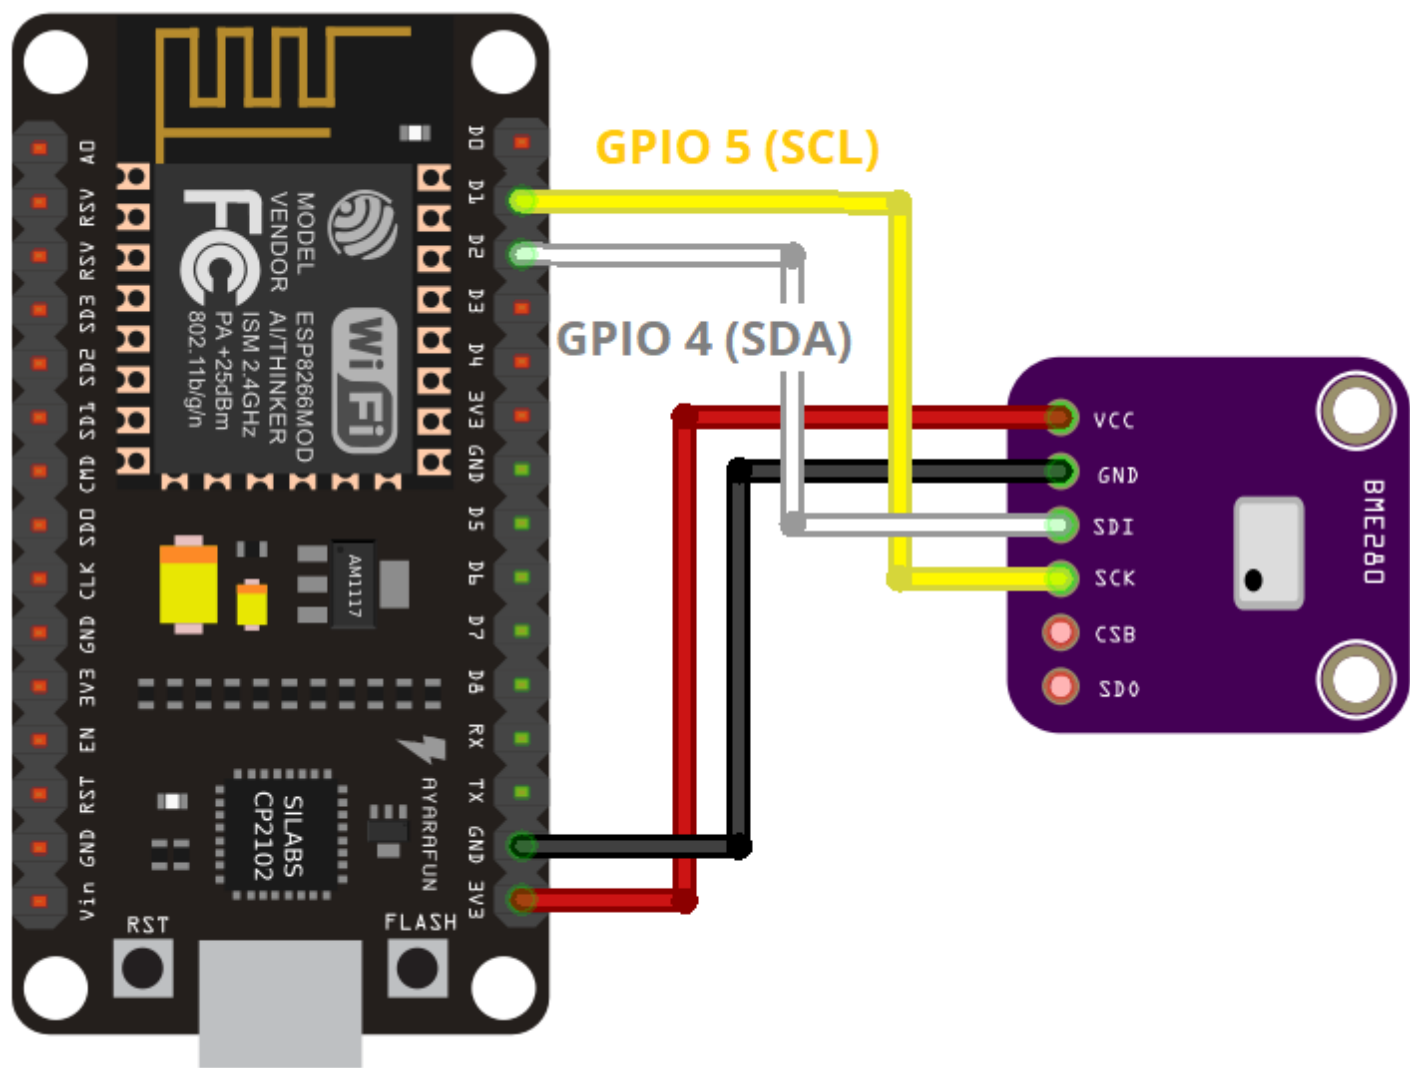 A0
RSV
RSV
SD3
SD2
SD1
CMD
SD0
CLK
GND
3V3
EN
RST
GND
Vin
FC
MODEL
VENDOR
ESP8266MOD
AI/THINKER
ISM 2.4GHz
PA +25dBm
802.11b/g/n
WiFi
AM1117
SILABS
CP2102
AYARAFUN
RST
FLASH
D0
D1
D2
D3
D4
3V3
GND
D5
D6
D7
D8
RX
TX
GND
3V3
GPIO 5 (SCL)
GPIO 4 (SDA)
VCC
GND
SDI
SCK
CSB
SDO
BME280